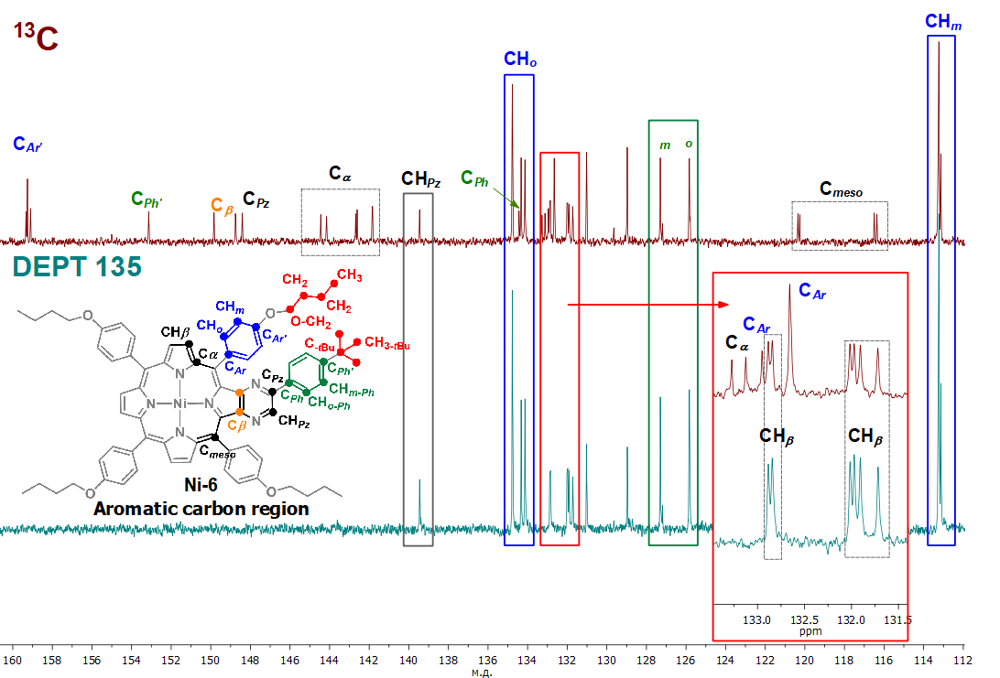 13C
CHm
CHo
CAr'
m o
Cα
CHPz
CPh
Cmeso
CPh'
Cβ CPz
DEPT 135
CH2 CH3
CHm O CH2
CHo O-CH2
CAr'
CAr
C-tBu CH3-tBu
CPh'
CHm-Ph
CHo-Ph
CPh
CPz
CHPz
O
CHβ
Cα
N
N
N
N
Ni
N
N
Cβ
Cmeso
O
O
Ni-6
Aromatic carbon region
CAr
CAr
Cα
CHβ CHβ
133.0 132.5 132.0 131.5
ppm
160 158 156 154 152 150 148 146 144 142 140 138 136 134 132 130 128 126 124 122 120 118 116 114 112
м.д.